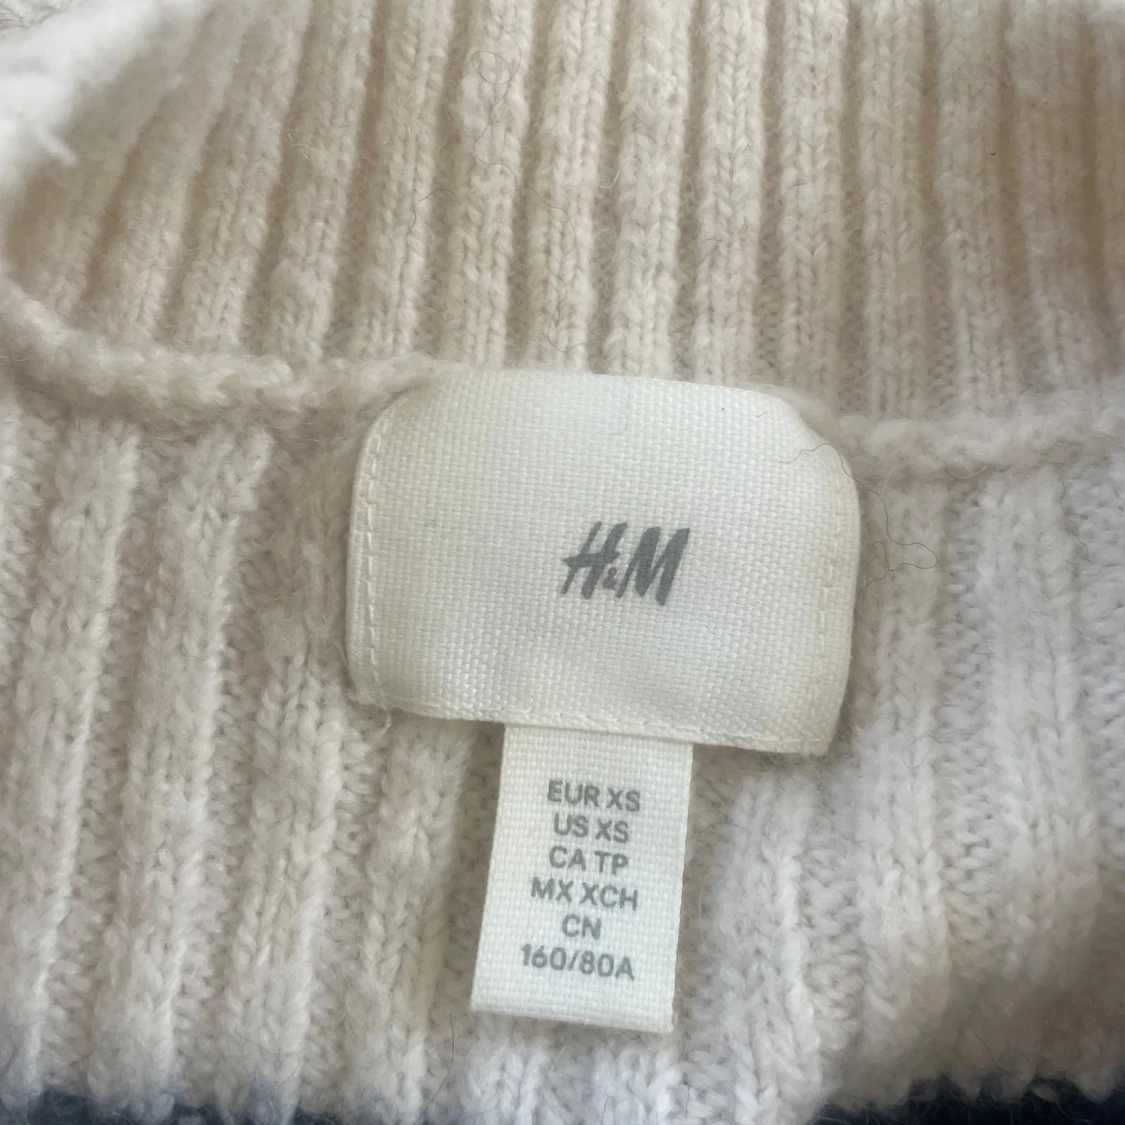 H&M
EUR XS
US XS
CA TP
MX XCH
CN
160/80A